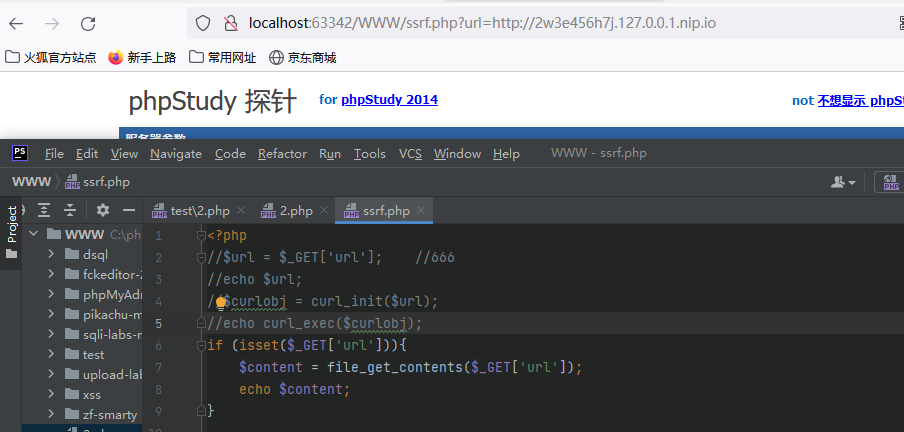 localhost:63342/WWW/ssrf.php?url=http://2w3e456h7j.127.0.0.1.nip.io
火狐官方站点 新手上路 常用网址 京东商城
phpStudy 探针 for phpStudy 2014 not 不想显示 phpSt
服务器参数
PS File Edit View Navigate Code Refactor Run Tools VCS Window Help WWW - ssrf.php
WWW ssrf.php
Project test\2.php 2.php ssrf.php
WWW C:\ph
dsql
fckeditor-2
phpMyAdr
pikachu-m
sqli-labs-m
test
upload-lab
xss
zf-smarty
1 <?php
2 //$url = $_GET['url']; //666
3 //echo $url;
4 //$curlobj = curl_init($url);
5 //echo curl_exec($curlobj);
6 if (isset($_GET['url'])){
7 $content = file_get_contents($_GET['url']);
8 echo $content;
9 }